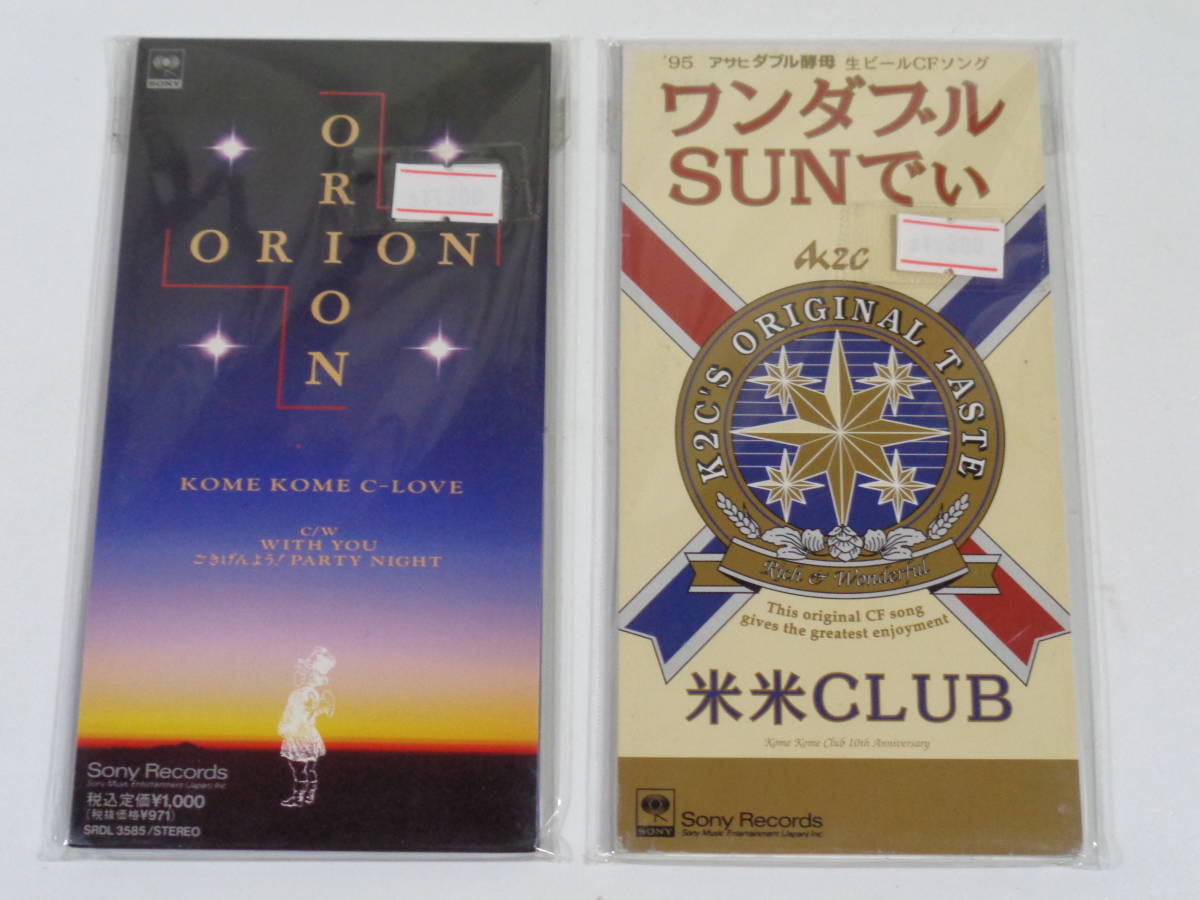 SONY
ORION
ORION
KOME KOME C-LOVE
C/W
WITH YOU
ごきげんよう! PARTY NIGHT
Sony Records
Sony Music Entertainment (Japan) Inc.
税込定価¥1,000
(税抜価格¥971)
SRDL 3585/STEREO
'95 アサヒダブル酵母 生ビールCFソング
ワンダブル
SUNでぃ
K2C
K2C'S ORIGINAL TASTE
Rich & Wonderful
This original CF song
gives the greatest enjoyment
米米CLUB
Kome Kome Club 10th Anniversary
SONY
Sony Records
Sony Music Entertainment (Japan) Inc.